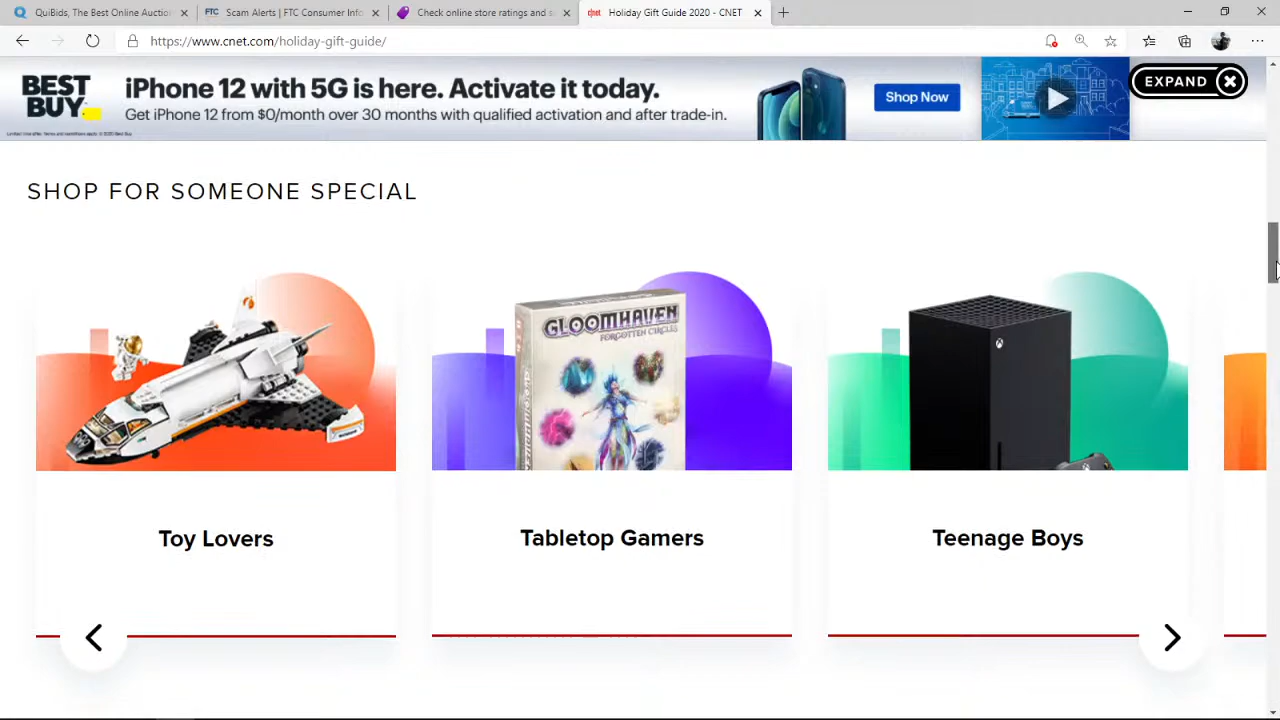 QuiBids, The Best Online Auction
Scam Alerts | FTC Consumer Info
Check online store ratings and s
Holiday Gift Guide 2020 - CNET
https://www.cnet.com/holiday-gift-guide/
BEST
BUY
iPhone 12 with 5G is here. Activate it today.
Get iPhone 12 from $0/month over 30 months with qualified activation and after trade-in.
Shop Now
EXPAND
SHOP FOR SOMEONE SPECIAL
GLOOMHAVEN
FORGOTTEN CIRCLES
Toy Lovers
Tabletop Gamers
Teenage Boys